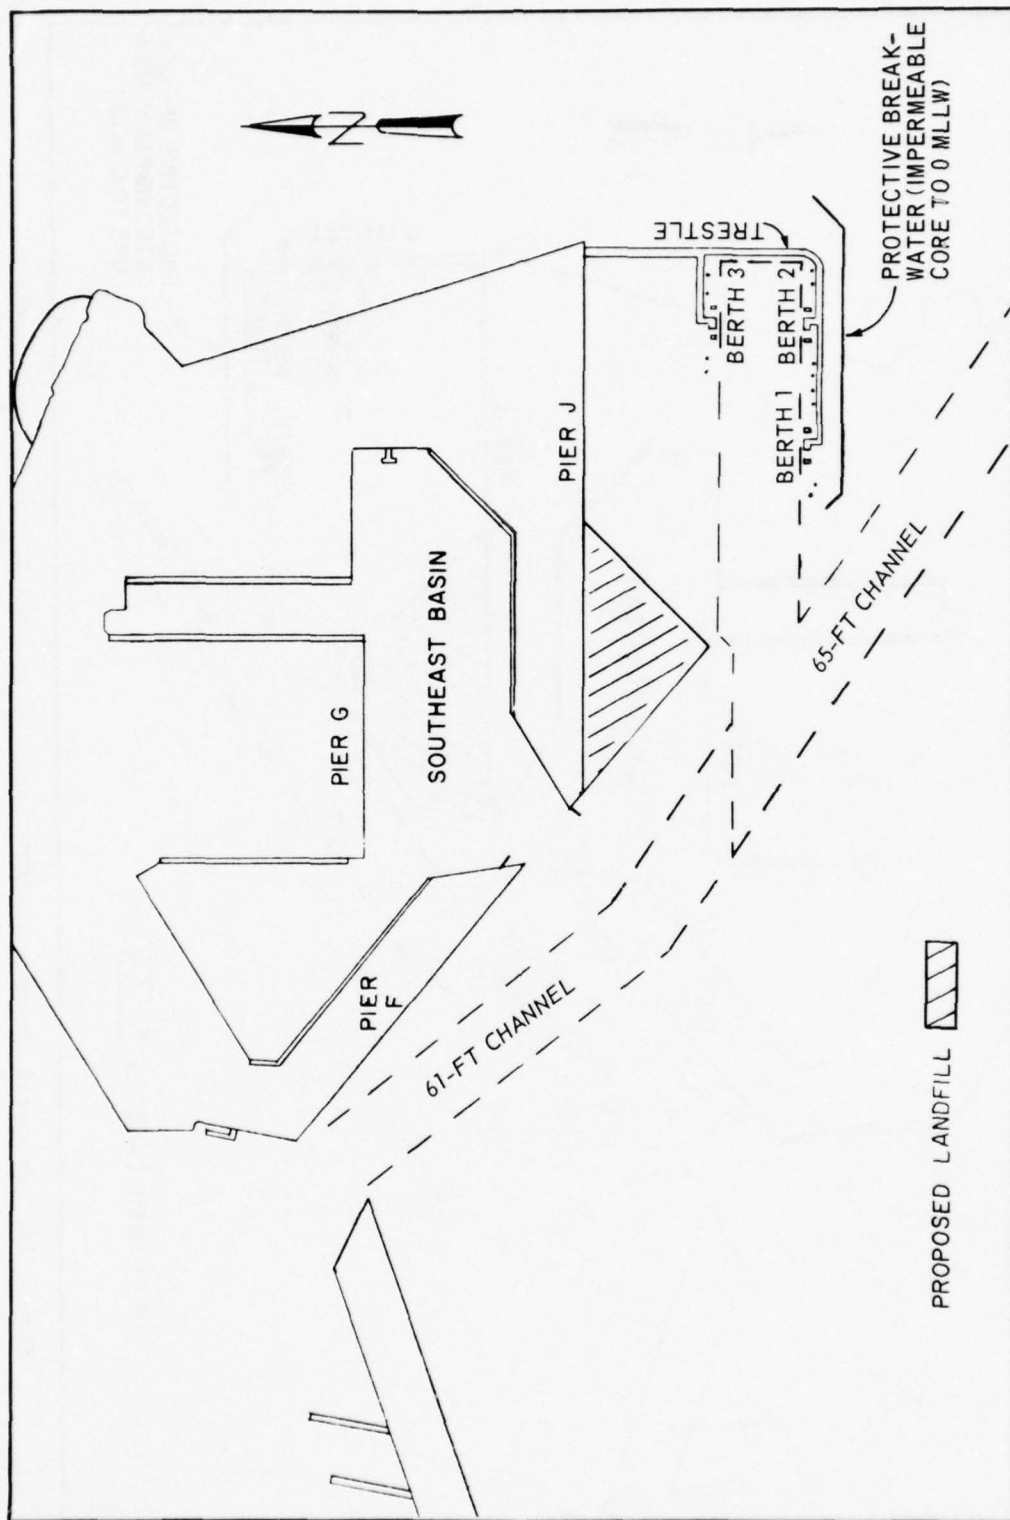 N
PIER G
SOUTHEAST BASIN
PIER
F
PIER J
TRESTLE
BERTH 3
BERTH 2
BERTH 1
PROTECTIVE BREAK-
WATER (IMPERMEABLE
CORE TO 0 MLLW)
65-FT CHANNEL
61-FT CHANNEL
PROPOSED LANDFILL